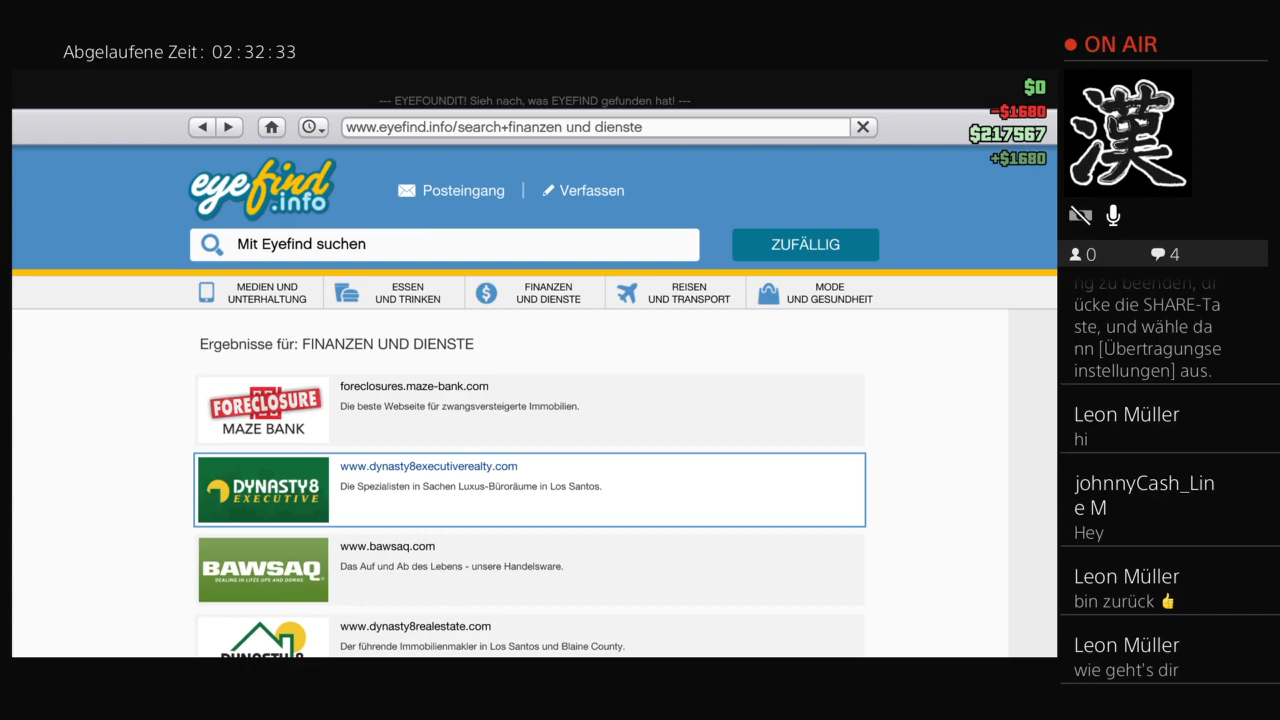 Abgelaufene Zeit: 02:32:33
--- EYEFOUNDIT! Sieh nach, was EYEFIND gefunden hat! ---
www.eyefind.info/search+finanzen und dienste
eyefind
.info
Posteingang
Verfassen
Mit Eyefind suchen
ZUFÄLLIG
MEDIEN UND
UNTERHALTUNG
ESSEN
UND TRINKEN
FINANZEN
UND DIENSTE
REISEN
UND TRANSPORT
MODE
UND GESUNDHEIT
Ergebnisse für: FINANZEN UND DIENSTE
FORECLOSURE
MAZE BANK
foreclosures.maze-bank.com
Die beste Webseite für zwangsversteigerte Immobilien.
DYNASTY8
EXECUTIVE
www.dynasty8executiverealty.com
Die Spezialisten in Sachen Luxus-Büroräume in Los Santos.
BAWSAQ
DEALING IN LIFES UPS AND DOWNS
www.bawsaq.com
Das Auf und Ab des Lebens - unsere Handelsware.
DYNASTY8
www.dynasty8realestate.com
Der führende Immobilienmakler in Los Santos und Blaine County.
$0
-$1680
$217567
+$1680
ON AIR
漢
0
4
ng zu beenden, dr
ücke die SHARE-Ta
ste, und wähle da
nn [Übertragungse
instellungen] aus.
Leon Müller
hi
johnnyCash_Lin
e M
Hey
Leon Müller
bin zurück 👍
Leon Müller
wie geht's dir